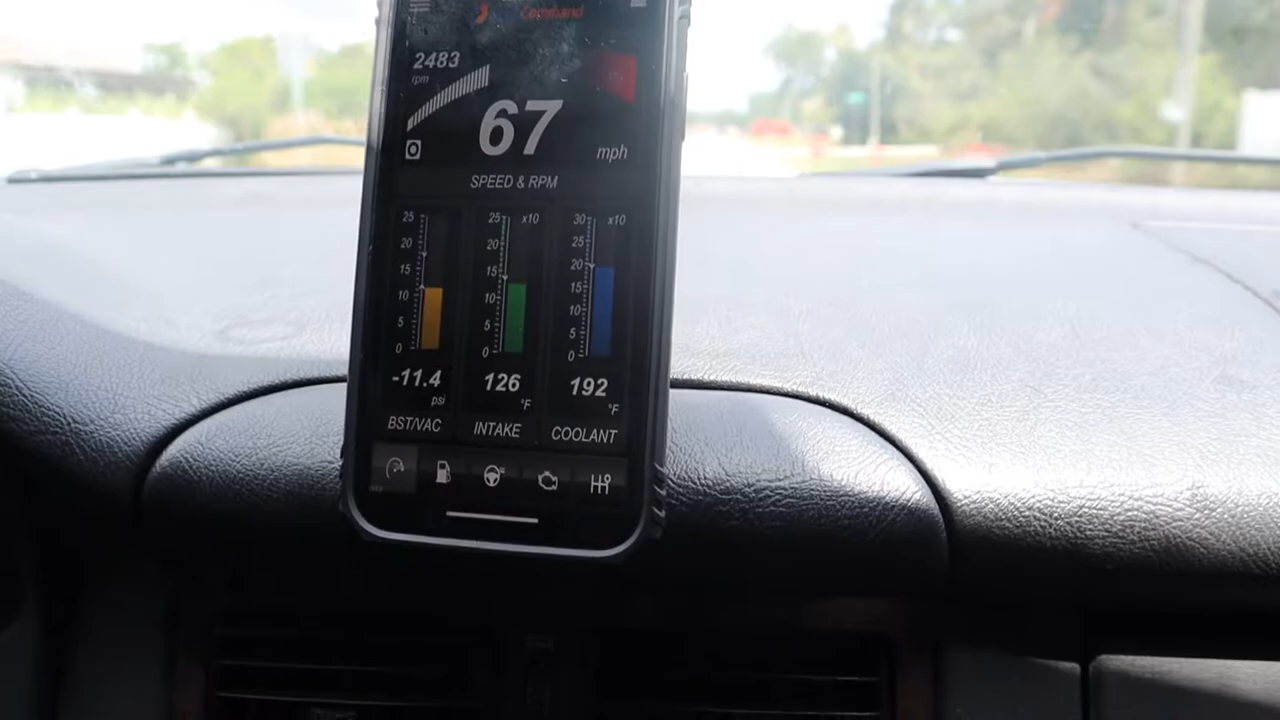 Command
2483
rpm
67
mph
SPEED & RPM
25
20
15
10
5
0
-11.4
psi
BST/VAC
25 x10
20
15
10
5
0
126
°F
INTAKE
30 x10
25
20
15
10
5
0
192
°F
COOLANT